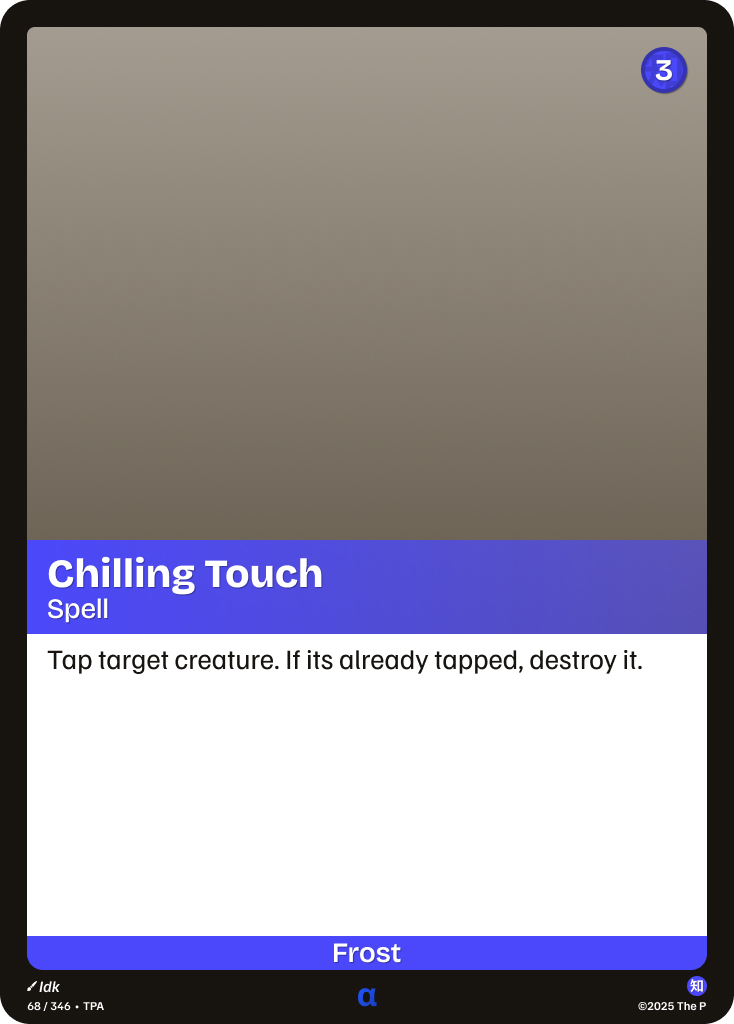 3
Chilling Touch
Spell
Tap target creature. If its already tapped, destroy it.
Frost
Idk
知
68 / 346 • TPA
α
©2025 The P